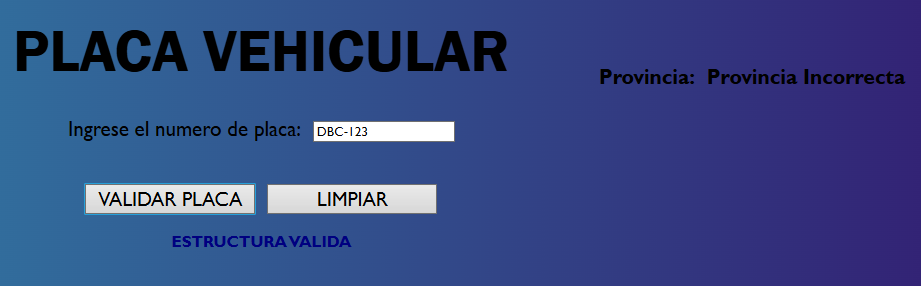 PLACA VEHICULAR
Provincia: Provincia Incorrecta
Ingrese el numero de placa: DBC-123
VALIDAR PLACA LIMPIAR
ESTRUCTURA VALIDA